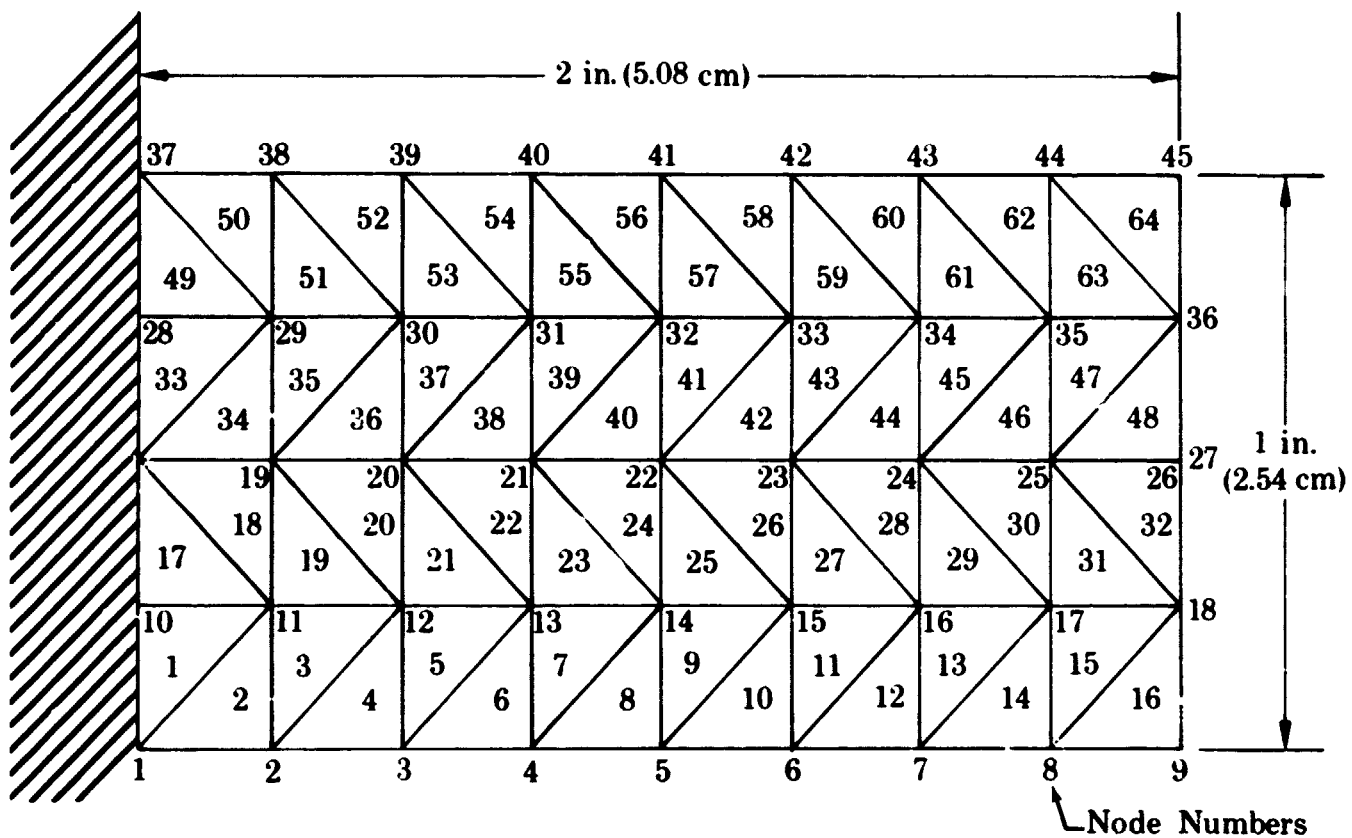 2 in. (5.08 cm)
37 38 39 40 41 42 43 44 45
50 52 54 56 58 60 62 64
49 51 53 55 57 59 61 63
28 29 30 31 32 33 34 35 36
33 35 37 39 41 43 45 47
34 36 38 40 42 44 46 48
1 in.
(2.54 cm)
19 20 21 22 23 24 25 26 27
18 20 22 24 26 28 30 32
17 19 21 23 25 27 29 31
10 11 12 13 14 15 16 17 18
1 3 5 7 9 11 13 15
2 4 6 8 10 12 14 16
1 2 3 4 5 6 7 8 9
Node Numbers